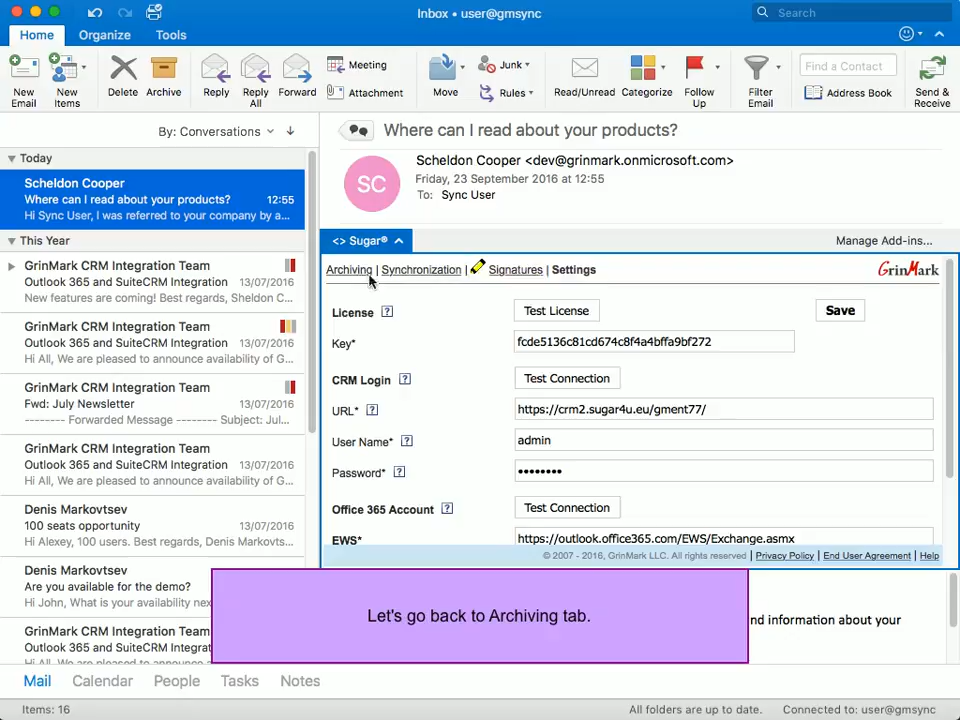 Inbox • user@gmsync
Search
Home
Organize
Tools
New Email
New Items
Delete
Archive
Reply
Reply All
Forward
Meeting
Attachment
Move
Junk
Rules
Read/Unread
Categorize
Follow Up
Filter Email
Find a Contact
Address Book
Send & Receive
By: Conversations
Today
Scheldon Cooper
Where can I read about your products? 12:55
Hi Sync User, I was referred to your company by a...
This Year
GrinMark CRM Integration Team
Outlook 365 and SuiteCRM Integration 13/07/2016
New features are coming! Best regards, Sheldon C...
GrinMark CRM Integration Team
Outlook 365 and SuiteCRM Integration 13/07/2016
Hi All, We are pleased to announce availability of G...
GrinMark CRM Integration Team
Fwd: July Newsletter 13/07/2016
-------- Forwarded Message -------- Subject: Jul...
GrinMark CRM Integration Team
Outlook 365 and SuiteCRM Integration 13/07/2016
Hi All, We are pleased to announce availability of G...
Denis Markovtsev
100 seats opportunity 13/07/2016
Hi Alexey, 100 users. Best regards, Denis Markovts...
Denis Markovtsev
Are you available for the demo?
Hi John, What is your availability nex
GrinMark CRM Integration Team
Outlook 365 and SuiteCRM Integratio
Hi All, We are pleased to announce a
Where can I read about your products?
SC
Scheldon Cooper <dev@grinmark.onmicrosoft.com>
Friday, 23 September 2016 at 12:55
To: Sync User
<> Sugar®
Manage Add-ins...
Archiving | Synchronization | Signatures | Settings
GrinMark
License ? Test License Save
Key* fcde5136c81cd674c8f4a4bffa9bf272
CRM Login ? Test Connection
URL* ? https://crm2.sugar4u.eu/gment77/
User Name* ? admin
Password* ? ••••••••
Office 365 Account ? Test Connection
EWS* https://outlook.office365.com/EWS/Exchange.asmx
© 2007 - 2016, GrinMark LLC. All rights reserved | Privacy Policy | End User Agreement | Help
Let's go back to Archiving tab.
nd information about your
Mail
Calendar
People
Tasks
Notes
Items: 16
All folders are up to date.
Connected to: user@gmsync